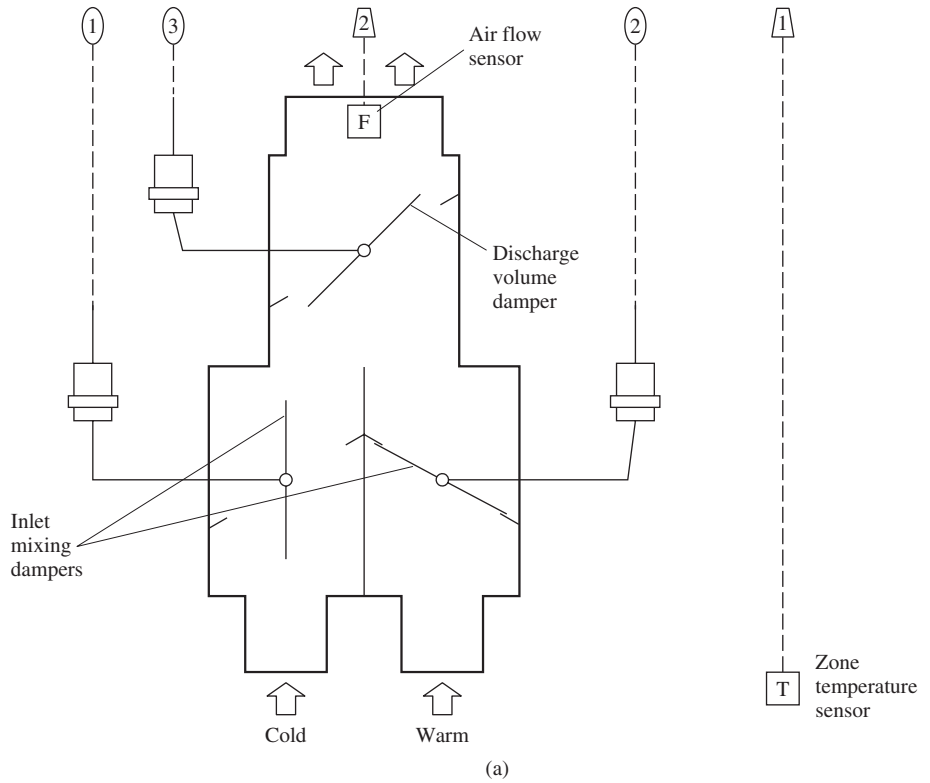 1
3
2
2
1
Air flow
sensor
F
Discharge
volume
damper
Inlet
mixing
dampers
Zone
temperature
sensor
T
Cold
Warm
(a)